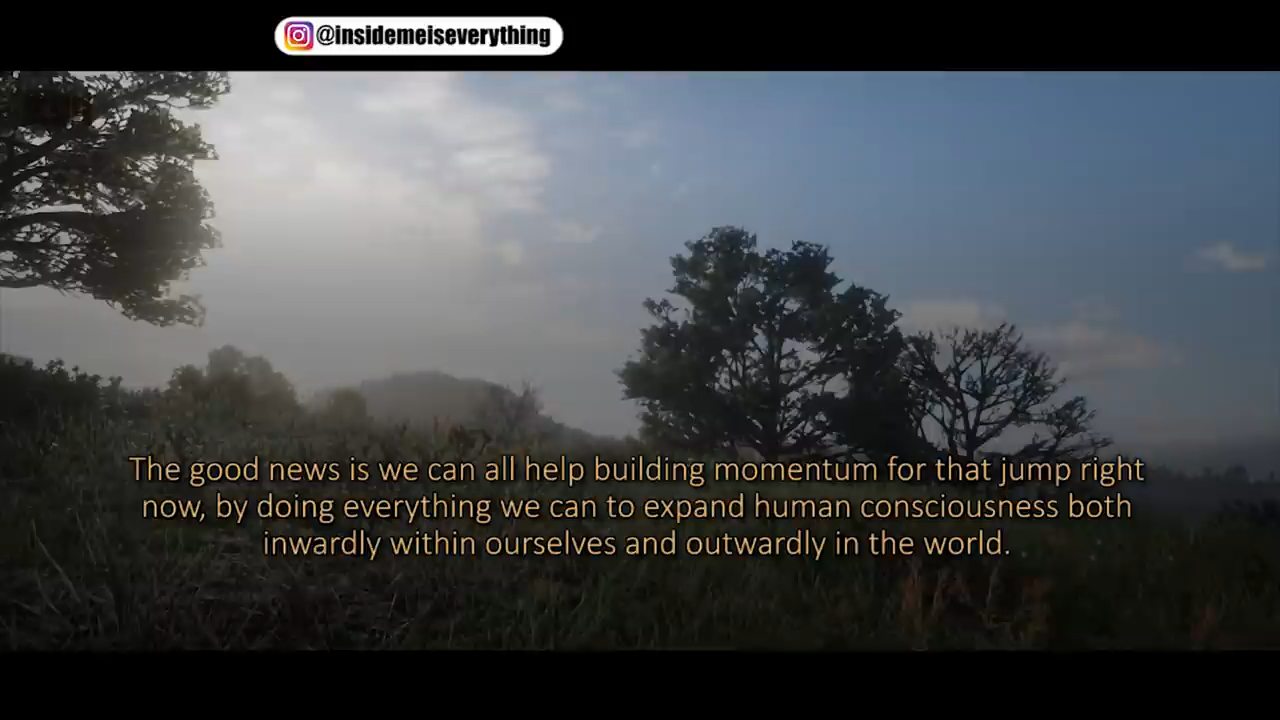 @insidemeiseverything
The good news is we can all help building momentum for that jump right
now, by doing everything we can to expand human consciousness both
inwardly within ourselves and outwardly in the world.